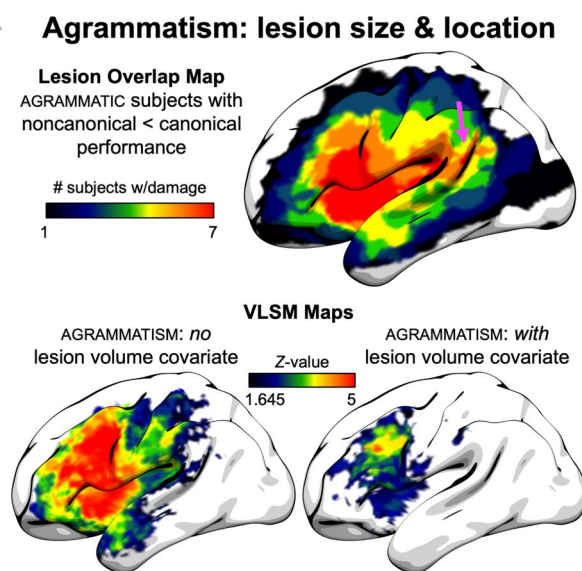 Agrammatism: lesion size & location
Lesion Overlap Map
AGRAMMATIC subjects with
noncanonical < canonical
performance
# subjects w/damage
1 7
VLSM Maps
AGRAMMATISM: no
lesion volume covariate
Z-value
1.645 5
AGRAMMATISM: with
lesion volume covariate